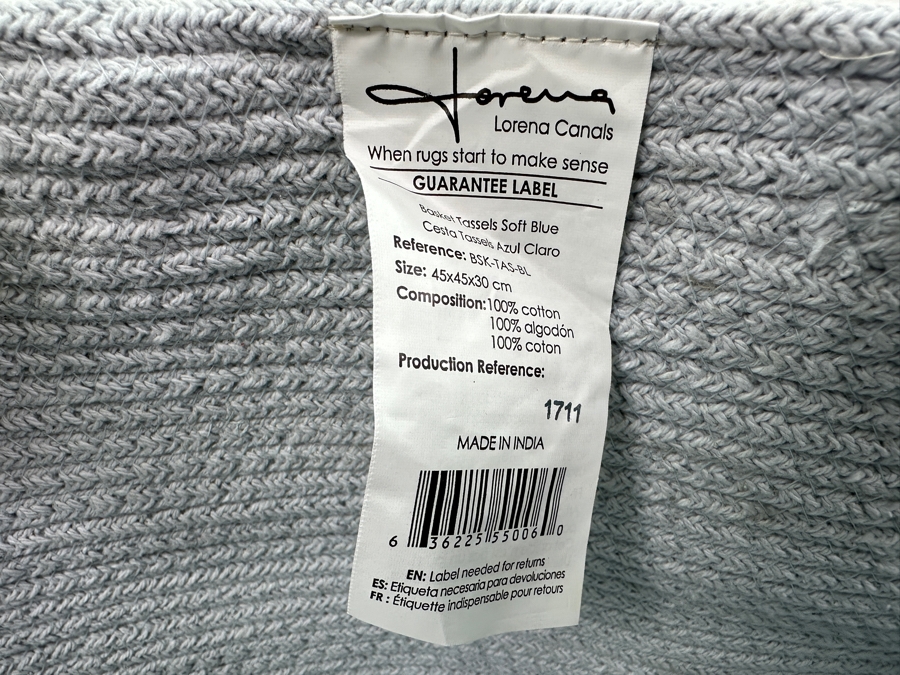 Lorena
Lorena Canals
When rugs start to make sense
GUARANTEE LABEL
Basket Tassels Soft Blue
Cesta Tassels Azul Claro
Reference: BSK-TAS-BL
Size: 45x45x30 cm
Composition: 100% cotton
100% algodón
100% coton
Production Reference:
1711
MADE IN INDIA
6 36225 55006 0
EN: Label needed for returns
ES: Etiqueta necesaria para devoluciones
FR : Étiquette indispensable pour retours